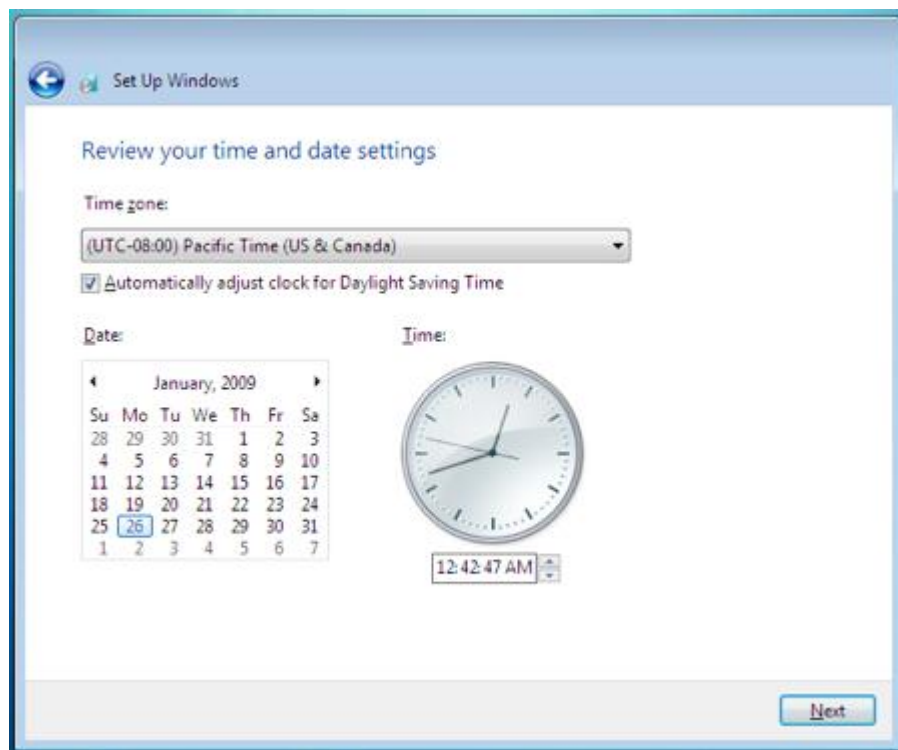 Set Up Windows
Review your time and date settings
Time zone:
(UTC-08:00) Pacific Time (US & Canada)
Automatically adjust clock for Daylight Saving Time
Date:
Time:
January, 2009
Su Mo Tu We Th Fr Sa
28 29 30 31 1 2 3
4 5 6 7 8 9 10
11 12 13 14 15 16 17
18 19 20 21 22 23 24
25 26 27 28 29 30 31
1 2 3 4 5 6 7
12:42:47 AM
Next